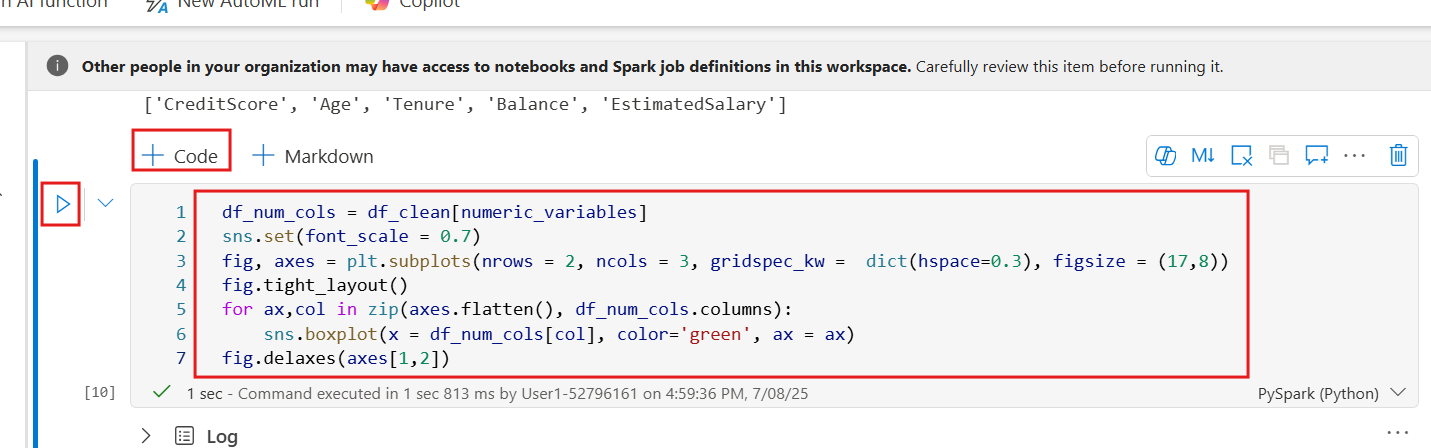 n AI function New AutoML run Copilot
Other people in your organization may have access to notebooks and Spark job definitions in this workspace. Carefully review this item before running it.
['CreditScore', 'Age', 'Tenure', 'Balance', 'EstimatedSalary']
+ Code + Markdown M↓ ...
1 df_num_cols = df_clean[numeric_variables]
2 sns.set(font_scale = 0.7)
3 fig, axes = plt.subplots(nrows = 2, ncols = 3, gridspec_kw =  dict(hspace=0.3), figsize = (17,8))
4 fig.tight_layout()
5 for ax,col in zip(axes.flatten(), df_num_cols.columns):
6     sns.boxplot(x = df_num_cols[col], color='green', ax = ax)
7 fig.delaxes(axes[1,2])
[10] 1 sec - Command executed in 1 sec 813 ms by User1-52796161 on 4:59:36 PM, 7/08/25 PySpark (Python)
Log ...